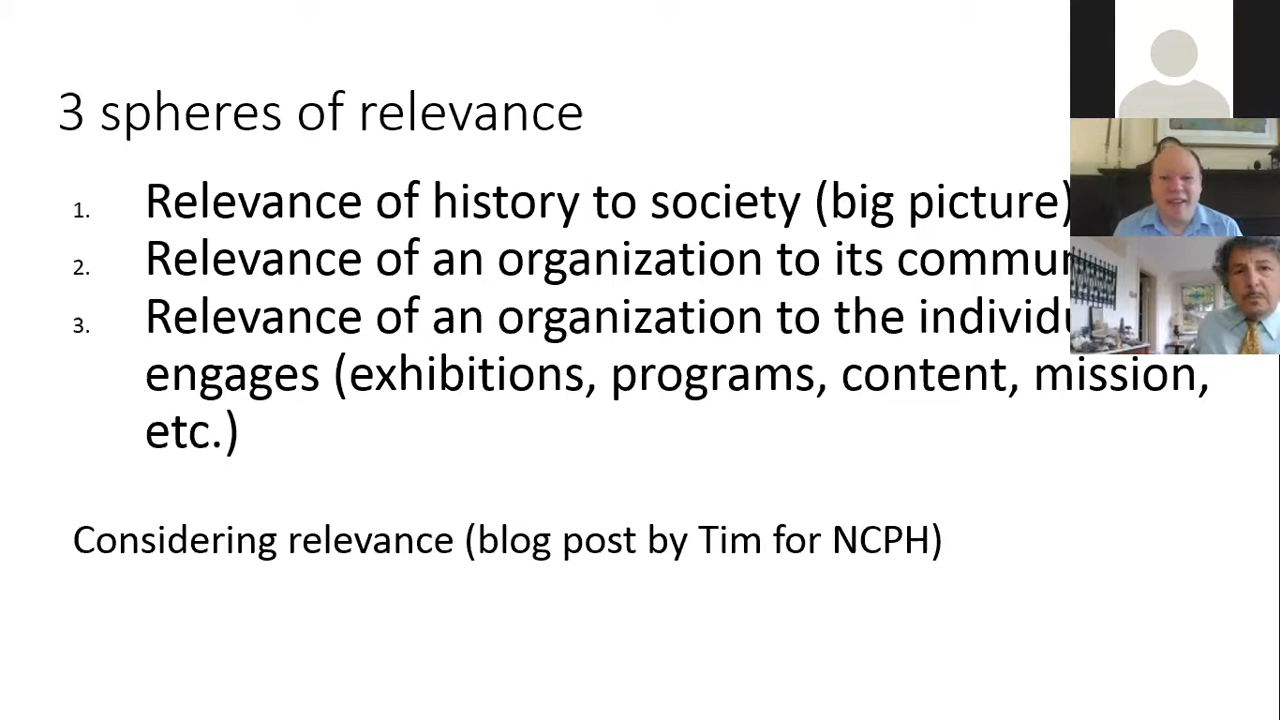 3 spheres of relevance
1. Relevance of history to society (big picture)
2. Relevance of an organization to its
3. Relevance of an organization to the
engages (exhibitions, programs, content, mission,
etc.)
Considering relevance (blog post by Tim for NCPH)